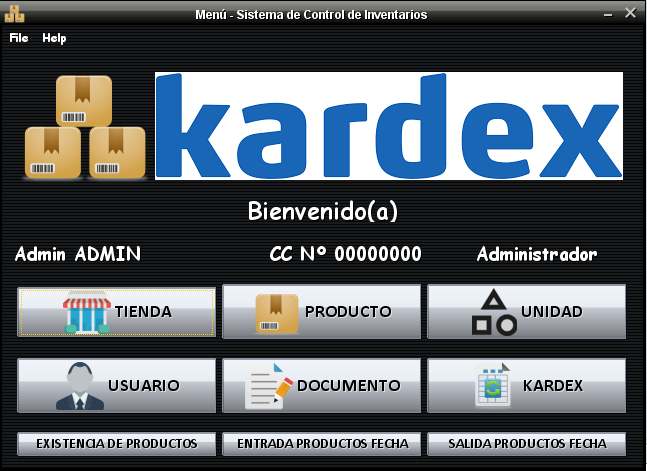 Menú - Sistema de Control de Inventarios
File Help
kardex
Bienvenido(a)
Admin ADMIN CC Nº 00000000 Administrador
TIENDA PRODUCTO UNIDAD
USUARIO DOCUMENTO KARDEX
EXISTENCIA DE PRODUCTOS ENTRADA PRODUCTOS FECHA SALIDA PRODUCTOS FECHA